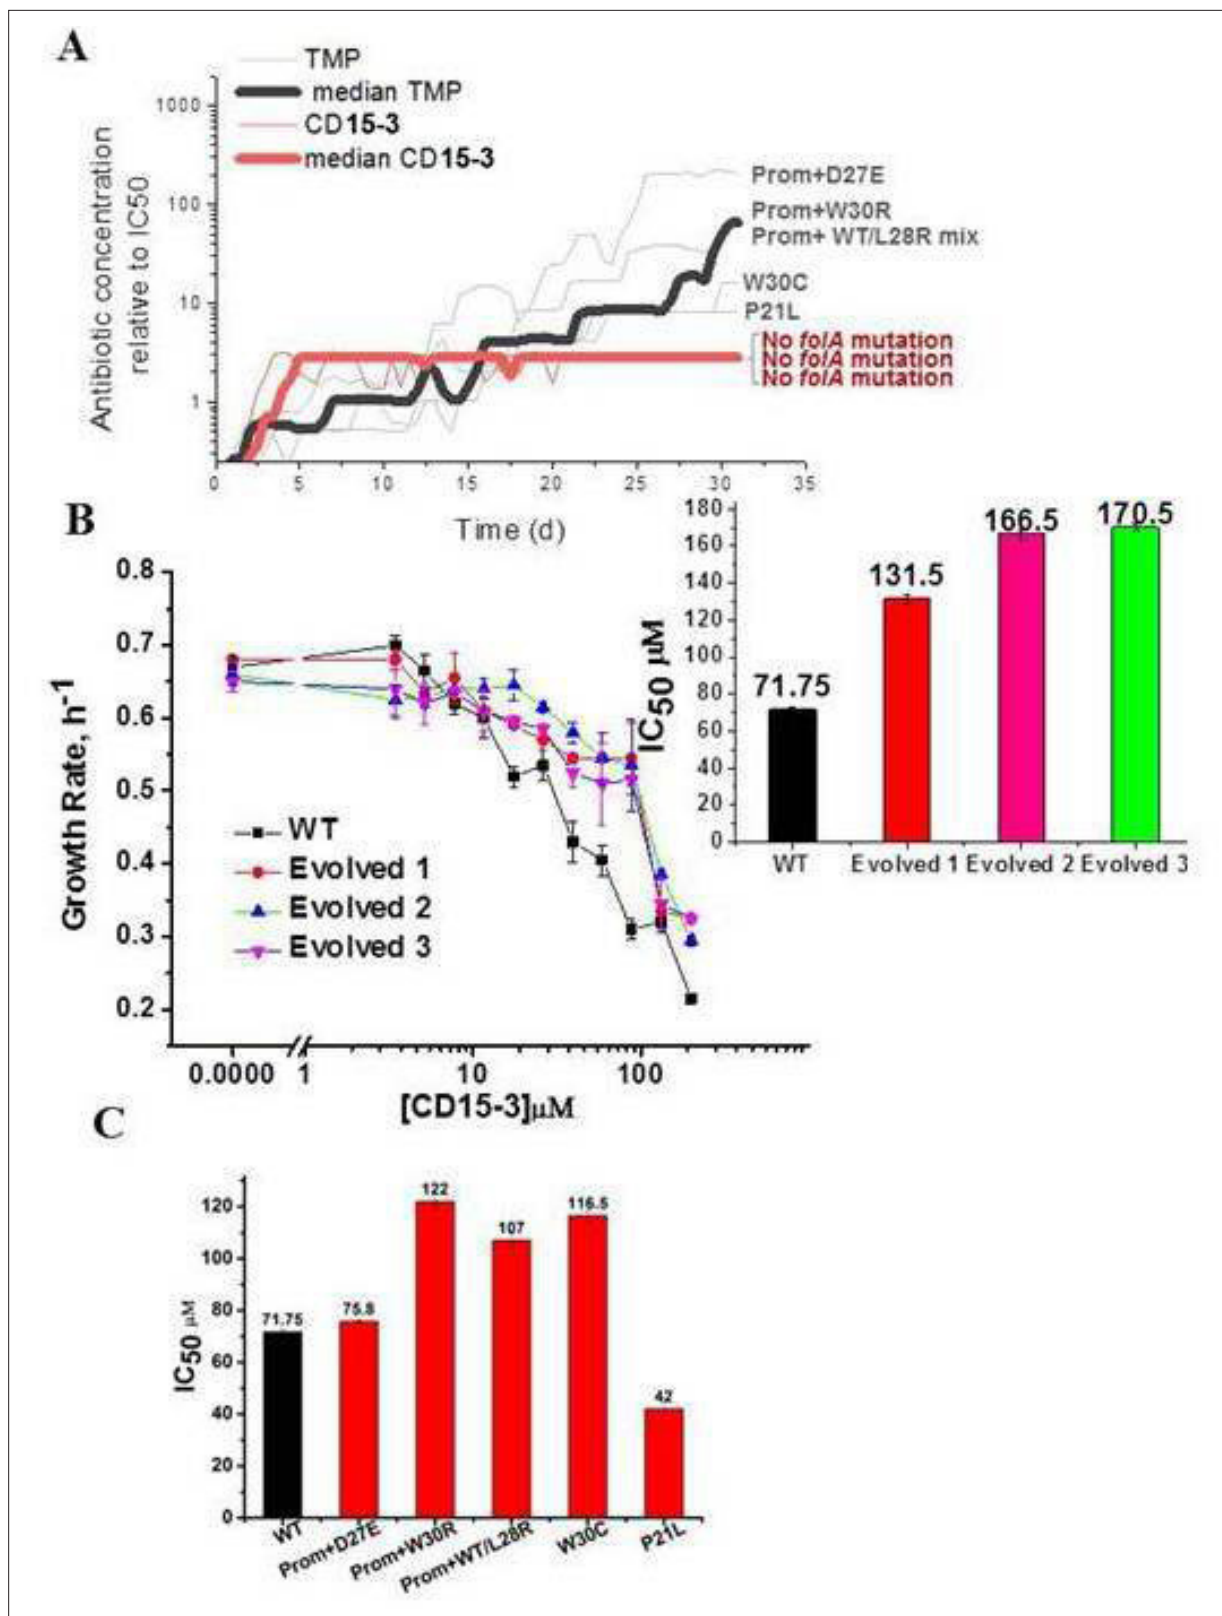 A
TMP
median TMP
CD15-3
median CD15-3
Antibiotic concentration
relative to IC50
1000
100
10
1
Prom+D27E
Prom+W30R
Prom+ WT/L28R mix
W30C
P21L
No folA mutation
No folA mutation
No folA mutation
0 5 10 15 20 25 30 35
Time (d)
B
Growth Rate, h-1
0.8
0.7
0.6
0.5
0.4
0.3
0.2
WT
Evolved 1
Evolved 2
Evolved 3
0.0000 1 10 100
[CD15-3]μM
IC50 μM
180
160
140
120
100
80
60
40
20
0
71.75
131.5
166.5
170.5
WT Evolved 1 Evolved 2 Evolved 3
C
IC50 μM
120
100
80
60
40
20
0
71.75
75.8
122
107
116.5
42
WT
Prom+D27E
Prom+W30R
Prom+WT/L28R
W30C
P21L